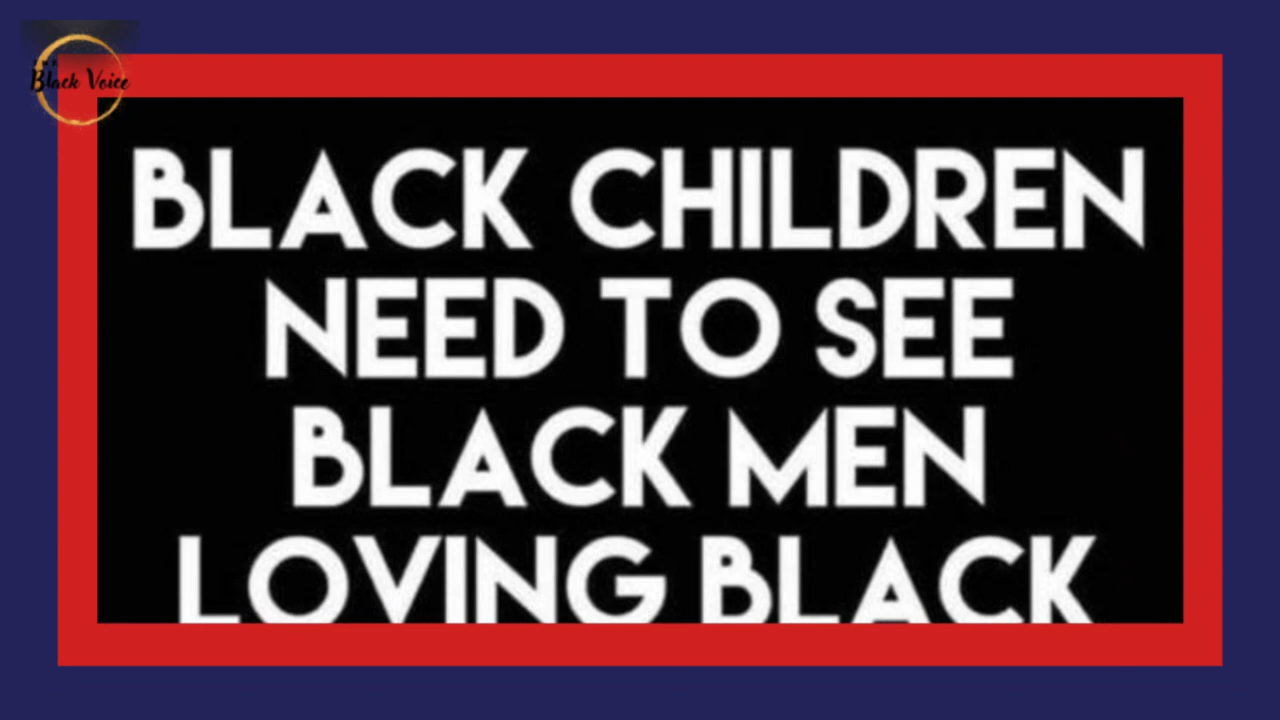 Black Voice
BLACK CHILDREN
NEED TO SEE
BLACK MEN
LOVING BLACK